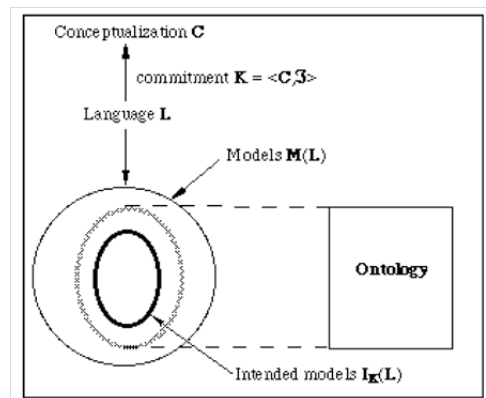 Conceptualization C
commitment K = <C,ℑ>
Language L
Models M(L)
Ontology
Intended models I_K(L)